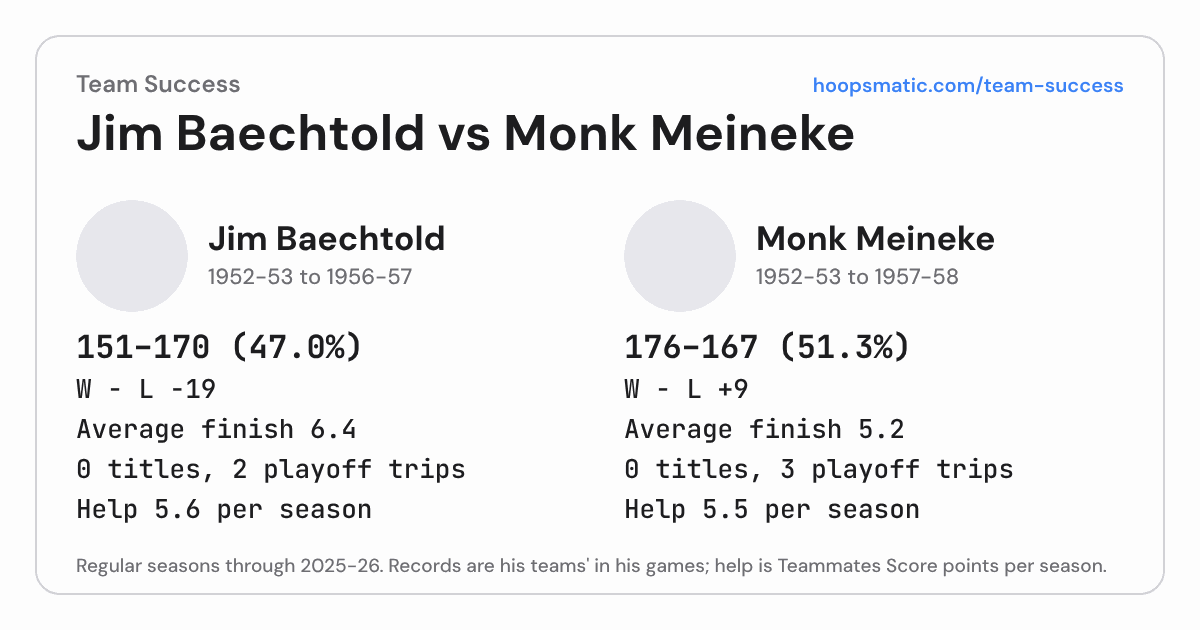 Team Success
hoopsmatic.com/team-success
Jim Baechtold vs Monk Meineke
Jim Baechtold
1952-53 to 1956-57
151-170 (47.0%)
W - L -19
Average finish 6.4
0 titles, 2 playoff trips
Help 5.6 per season
Monk Meineke
1952-53 to 1957-58
176-167 (51.3%)
W - L +9
Average finish 5.2
0 titles, 3 playoff trips
Help 5.5 per season
Regular seasons through 2025-26. Records are his teams' in his games; help is Teammates Score points per season.